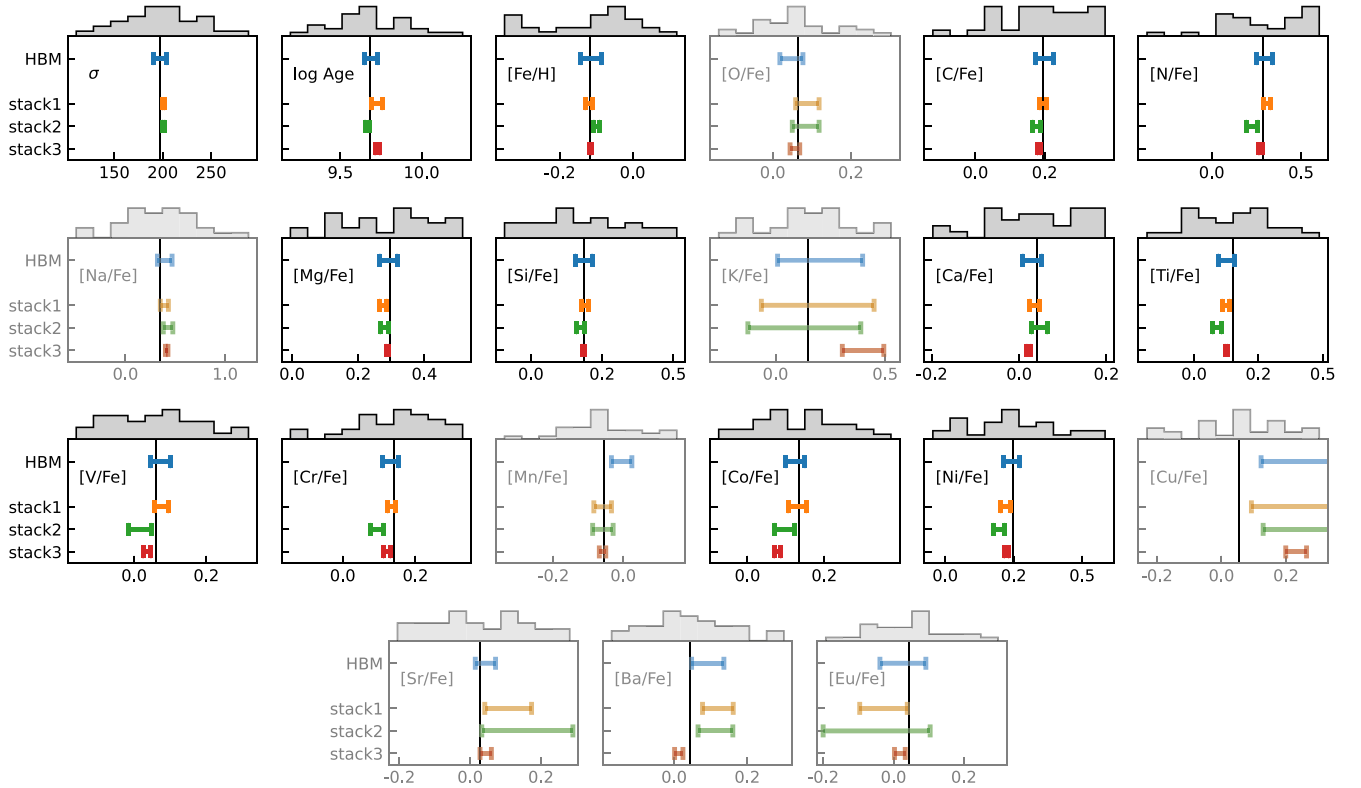 HBM
σ
log Age
[Fe/H]
[O/Fe]
[C/Fe]
[N/Fe]
stack1
stack2
stack3
150 200 250
9.5 10.0
-0.2 0.0
0.0 0.2
0.0 0.2
0.0 0.2 0.5
HBM
[Na/Fe]
[Mg/Fe]
[Si/Fe]
[K/Fe]
[Ca/Fe]
[Ti/Fe]
stack1
stack2
stack3
0.0 1.0
0.0 0.2 0.4
0.0 0.2 0.5
0.0 0.5
-0.2 0.0 0.2
0.0 0.2 0.5
HBM
[V/Fe]
[Cr/Fe]
[Mn/Fe]
[Co/Fe]
[Ni/Fe]
[Cu/Fe]
stack1
stack2
stack3
0.0 0.2
0.0 0.2
-0.2 0.0
0.0 0.2
0.0 0.2 0.5
-0.2 0.0 0.2
HBM
[Sr/Fe]
[Ba/Fe]
[Eu/Fe]
stack1
stack2
stack3
-0.2 0.0 0.2
0.0 0.2
-0.2 0.0 0.2